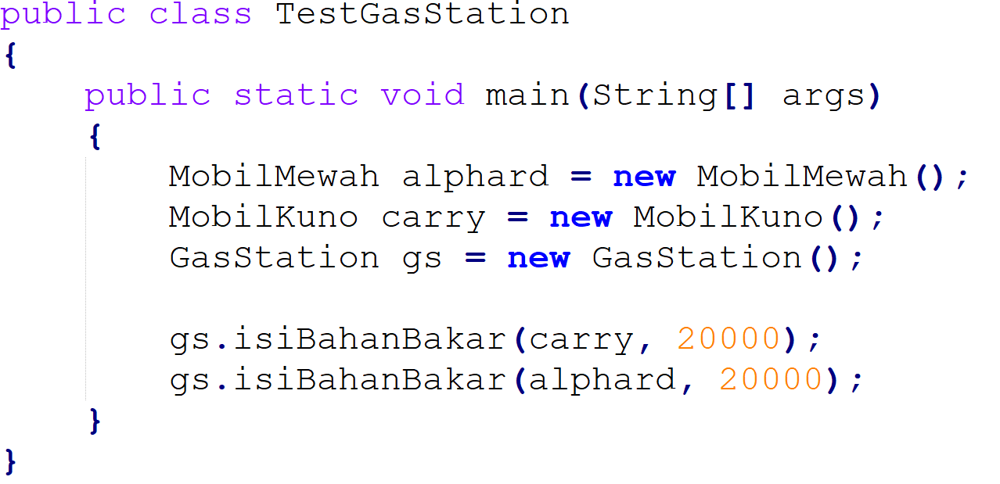 public class TestGasStation
{
    public static void main(String[] args)
    {
        MobilMewah alphard = new MobilMewah();
        MobilKuno carry = new MobilKuno();
        GasStation gs = new GasStation();

        gs.isiBahanBakar(carry, 20000);
        gs.isiBahanBakar(alphard, 20000);
    }
}